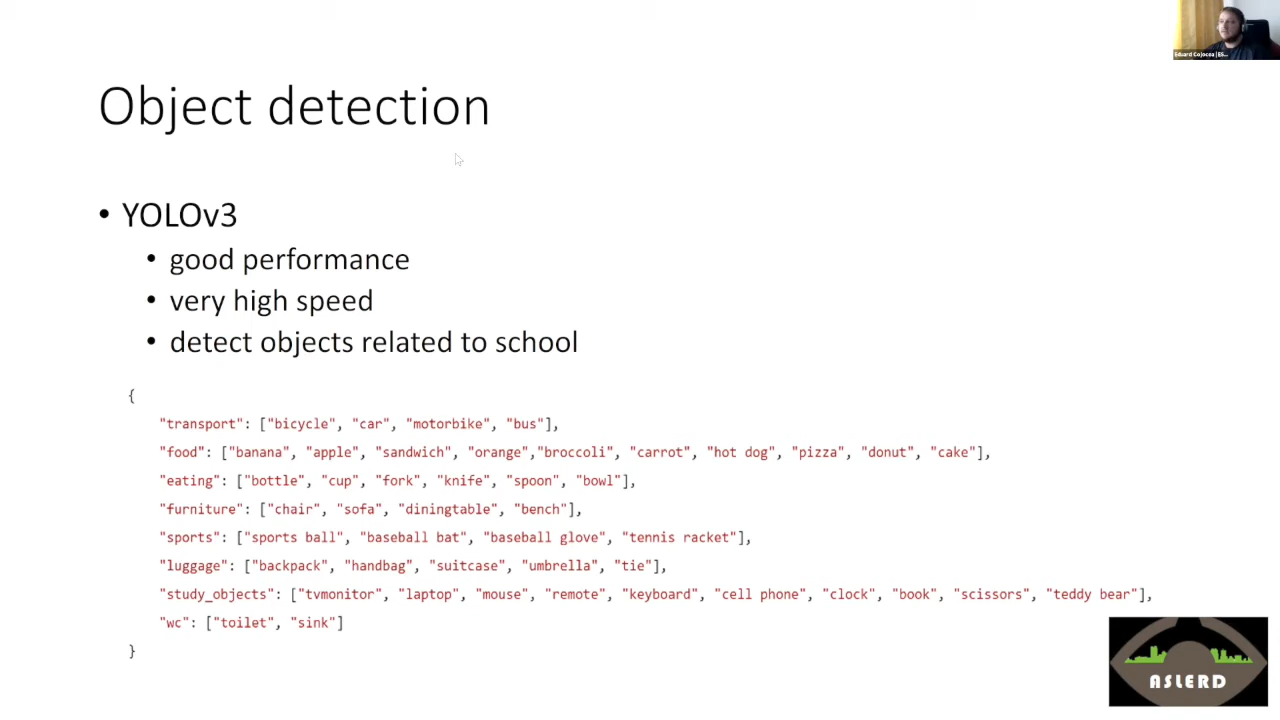 Eduard Cojocea | ES...
Object detection
• YOLOv3
• good performance
• very high speed
• detect objects related to school
{
"transport": ["bicycle", "car", "motorbike", "bus"],
"food": ["banana", "apple", "sandwich", "orange","broccoli", "carrot", "hot dog", "pizza", "donut", "cake"],
"eating": ["bottle", "cup", "fork", "knife", "spoon", "bowl"],
"furniture": ["chair", "sofa", "diningtable", "bench"],
"sports": ["sports ball", "baseball bat", "baseball glove", "tennis racket"],
"luggage": ["backpack", "handbag", "suitcase", "umbrella", "tie"],
"study_objects": ["tvmonitor", "laptop", "mouse", "remote", "keyboard", "cell phone", "clock", "book", "scissors", "teddy bear"],
"wc": ["toilet", "sink"]
}
ASLERD